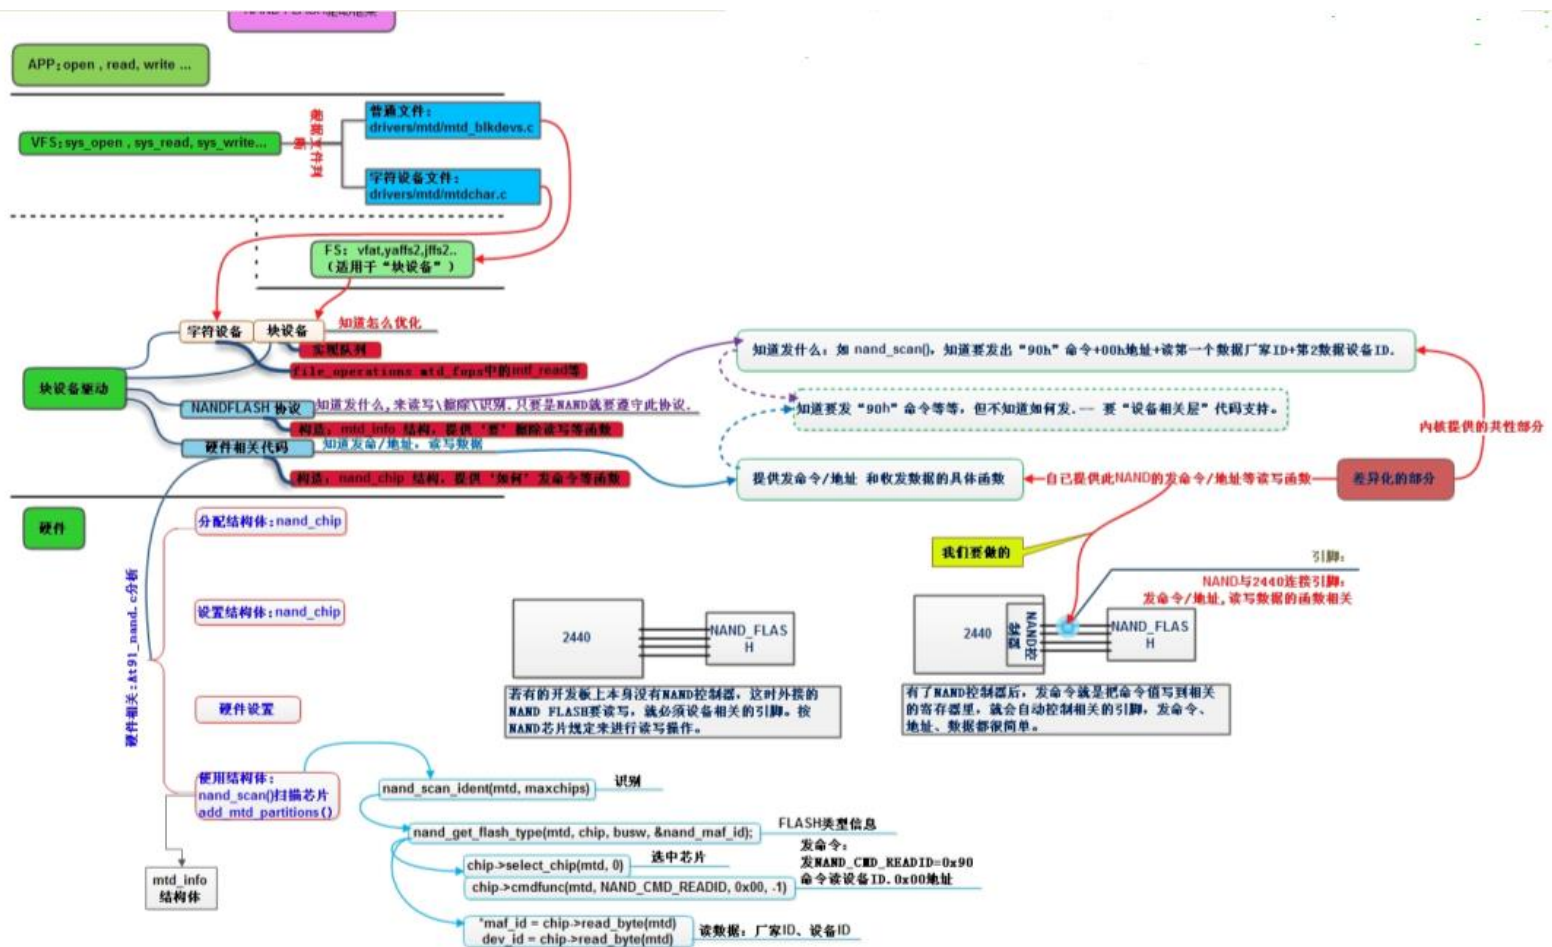 APP:open , read, write ...
VFS:sys_open , sys_read, sys_write...
根据文件判
断
普通文件:
drivers/mtd/mtd_blkdevs.c
字符设备文件:
drivers/mtd/mtdchar.c
FS: vfat,yaffs2,jffs2..
(适用于“块设备”)
字符设备
块设备
知道怎么优化
实现队列
file_operations mtd_fops中的mtf_read等
块设备驱动
NANDFLASH 协议
知道发什么,来读写\擦除\识别.只要是NAND就要遵守此协议.
构造: mtd_info 结构, 提供‘要’擦除读写等函数
硬件相关代码
知道发命/地址, 读写数据
构造: nand_chip 结构, 提供‘如何’发命令等函数
知道发什么: 如 nand_scan(), 知道要发出“90h”命令+00h地址+读第一个数据厂家ID+第2数据设备ID.
知道要发“90h”命令等等, 但不知道如何发.-- 要“设备相关层”代码支持。
内核提供的共性部分
提供发命令/地址 和收发数据的具体函数
自己提供此NAND的发命令/地址等读写函数
差异化的部分
硬件
硬件相关:At91_nand.c分析
分配结构体:nand_chip
设置结构体:nand_chip
硬件设置
使用结构体:
nand_scan()扫描芯片
add_mtd_partitions()
mtd_info
结构体
我们要做的
引脚:
NAND与2440连接引脚:
发命令/地址,读写数据的函数相关
2440
NAND_FLAS
H
若有的开发板上本身没有NAND控制器, 这时外接的
NAND FLASH要读写, 就必须设备相关的引脚。按
NAND芯片规定来进行读写操作。
2440
NAND控
制器
NAND_FLAS
H
有了NAND控制器后, 发命令就是把命令值写到相关
的寄存器里, 就会自动控制相关的引脚, 发命令、
地址、数据都很简单。
nand_scan_ident(mtd, maxchips)
识别
nand_get_flash_type(mtd, chip, busw, &nand_maf_id);
FLASH类型信息
chip->select_chip(mtd, 0)
选中芯片
chip->cmdfunc(mtd, NAND_CMD_READID, 0x00, -1)
发命令:
发NAND_CMD_READID=0x90
命令读设备ID.0x00地址
*maf_id = chip->read_byte(mtd)
dev_id = chip->read_byte(mtd)
读数据: 厂家ID、设备ID